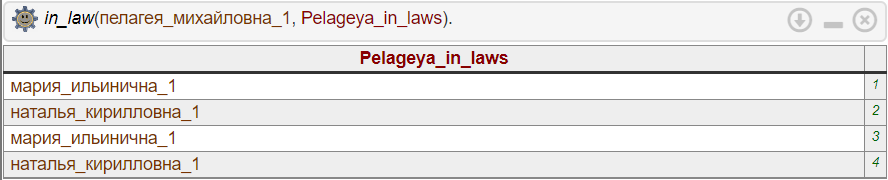 in_law(пелагея_михайловна_1, Pelageya_in_laws).
Pelageya_in_laws
мария_ильинична_1 1
наталья_кирилловна_1 2
мария_ильинична_1 3
наталья_кирилловна_1 4